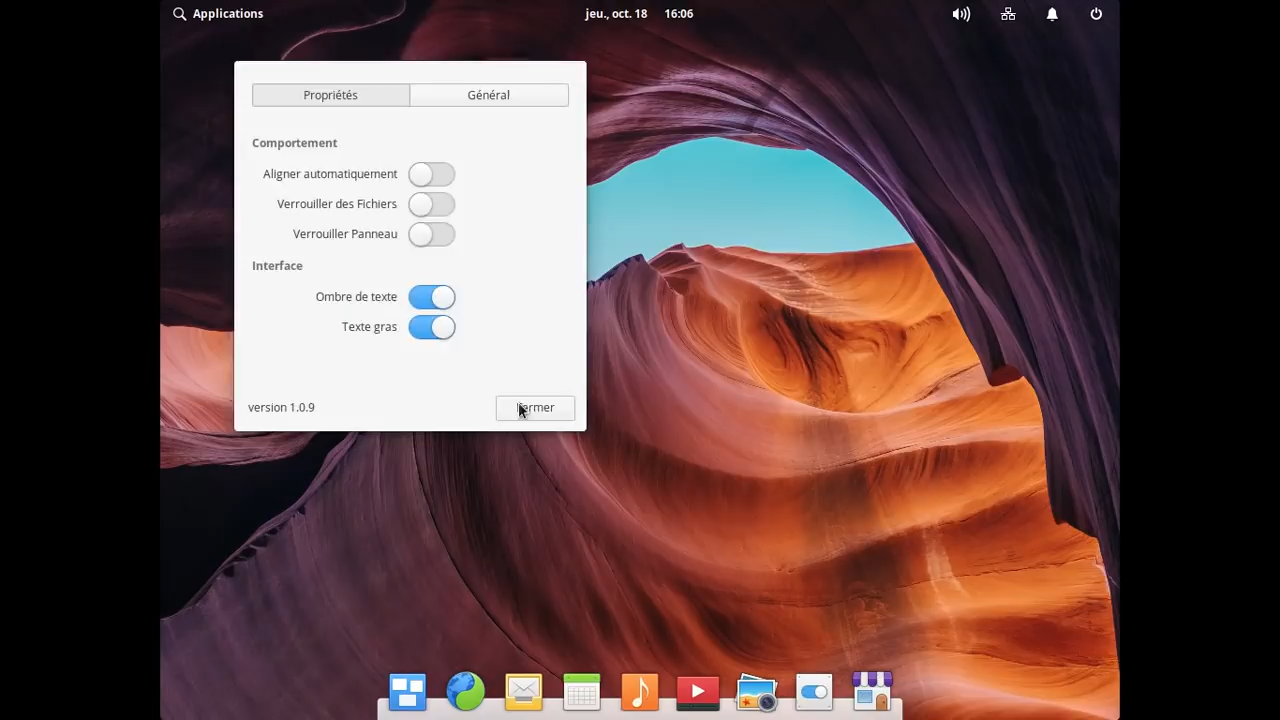 Applications
jeu., oct. 18 16:06
Propriétés
Général
Comportement
Aligner automatiquement
Verrouiller des Fichiers
Verrouiller Panneau
Interface
Ombre de texte
Texte gras
version 1.0.9
Fermer